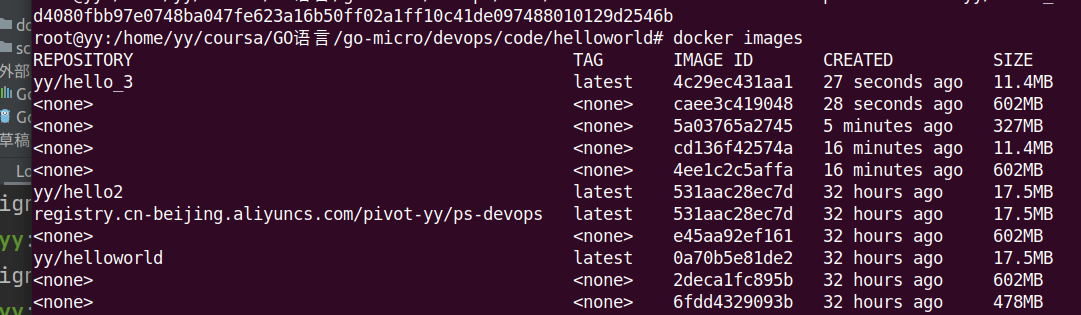 d4080fbb97e0748ba047fe623a16b50ff02a1ff10c41de097488010129d2546b
root@yy:/home/yy/coursa/GO语言/go-micro/devops/code/helloworld# docker images
REPOSITORY TAG IMAGE ID CREATED SIZE
yy/hello_3 latest 4c29ec431aa1 27 seconds ago 11.4MB
<none> <none> caee3c419048 28 seconds ago 602MB
<none> <none> 5a03765a2745 5 minutes ago 327MB
<none> <none> cd136f42574a 16 minutes ago 11.4MB
<none> <none> 4ee1c2c5affa 16 minutes ago 602MB
yy/hello2 latest 531aac28ec7d 32 hours ago 17.5MB
registry.cn-beijing.aliyuncs.com/pivot-yy/ps-devops latest 531aac28ec7d 32 hours ago 17.5MB
<none> <none> e45aa92ef161 32 hours ago 602MB
yy/helloworld latest 0a70b5e81de2 32 hours ago 17.5MB
<none> <none> 2deca1fc895b 32 hours ago 602MB
<none> <none> 6fdd4329093b 32 hours ago 478MB
do
sc
外部
Go
Go
草稿
Lo
ign
yy:
ign
yy: